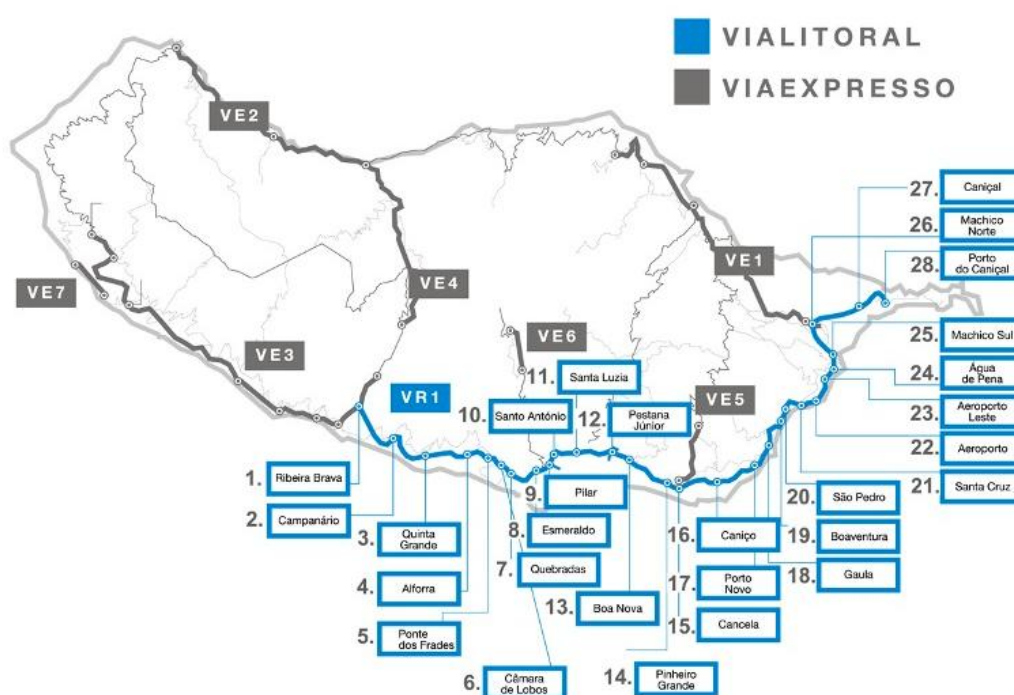 VIALITORAL
VIAEXPRESSO
VE2
VE7
VE4
VE3
VE1
VE6
VE5
VR1
1. Ribeira Brava
2. Campanário
3. Quinta
Grande
4. Alforra
5. Ponte
dos Frades
6. Câmara
de Lobos
7. Quebradas
8. Esmeraldo
9. Pilar
10. Santo António
11. Santa Luzia
12. Pestana
Júnior
13. Boa Nova
14. Pinheiro
Grande
15. Cancela
16. Caniço
17. Porto
Novo
18. Gaula
19. Boaventura
20. São Pedro
21. Santa Cruz
22. Aeroporto
23. Aeroporto
Leste
24. Água
de Pena
25. Machico Sul
26. Machico
Norte
27. Caniçal
28. Porto
do Caniçal